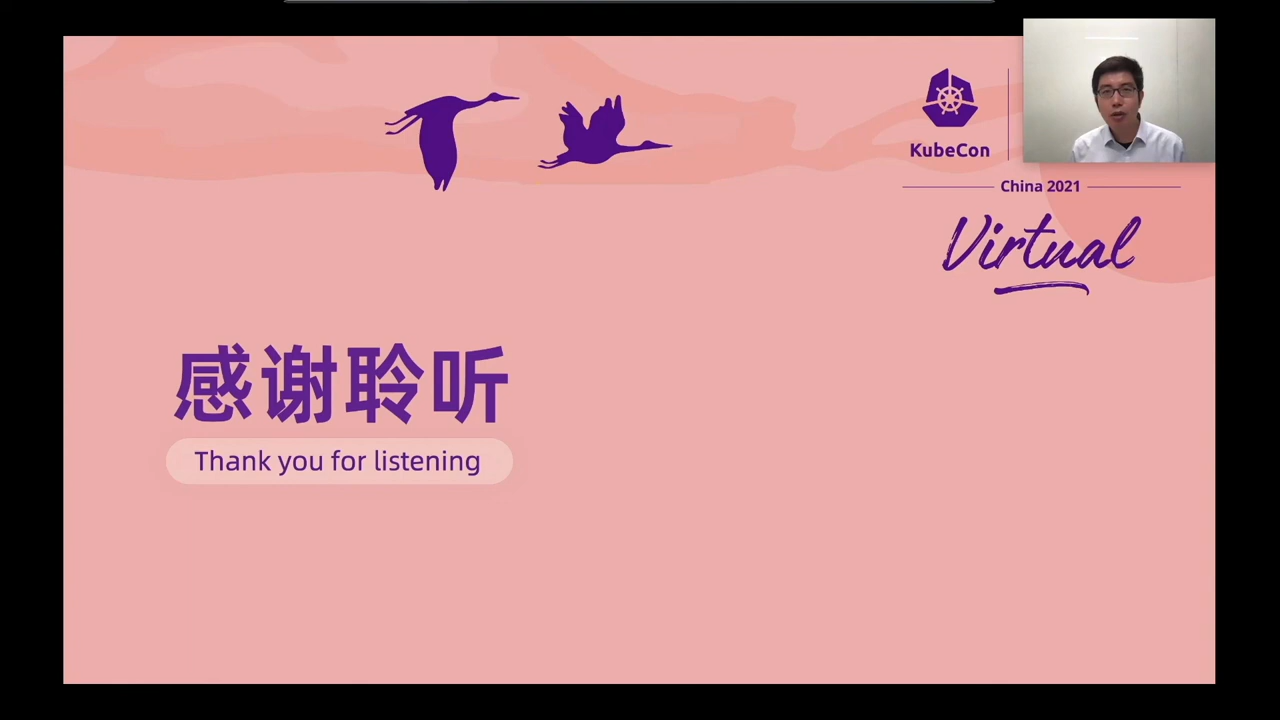 KubeCon
China 2021
Virtual
感谢聆听
Thank you for listening